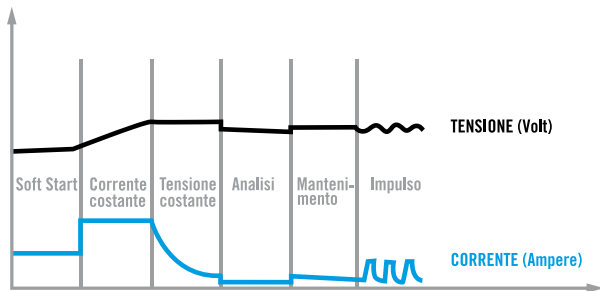 TENSIONE (Volt)
Soft Start
Corrente
costante
Tensione
costante
Analisi
Manteni-
mento
Impulso
CORRENTE (Ampere)